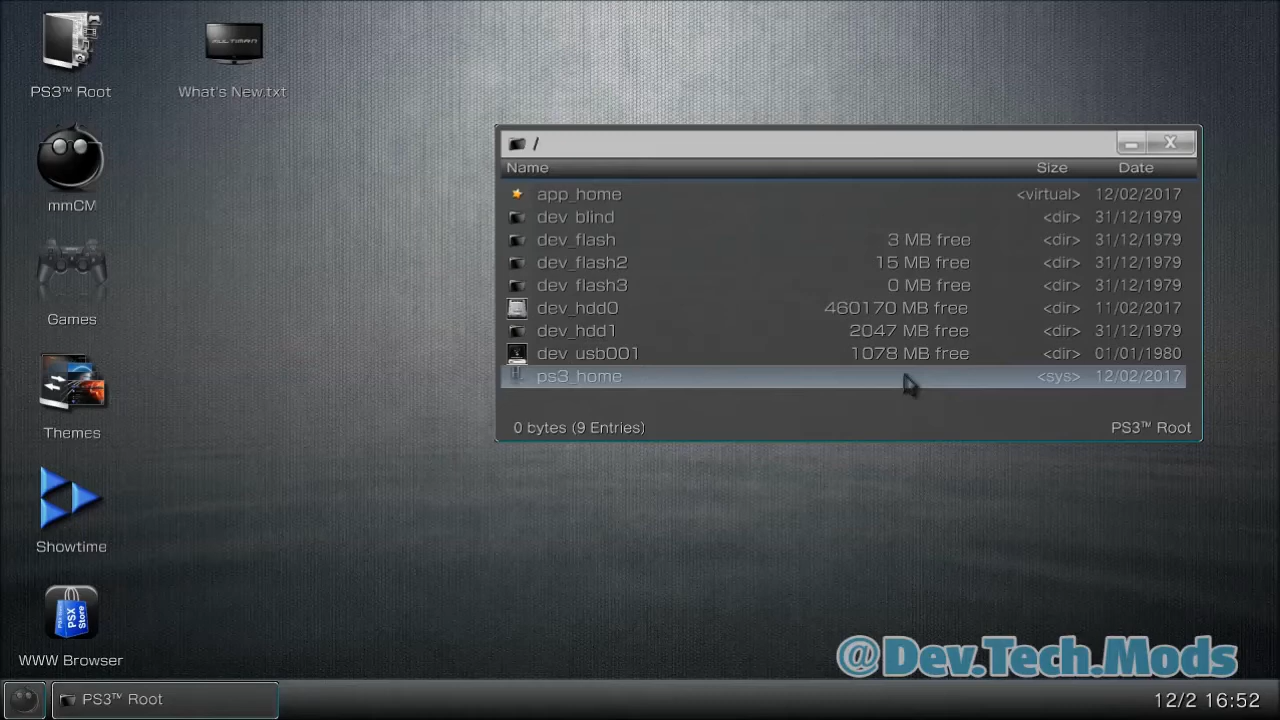 PS3™ Root
What's New.txt
mmCM
Games
Themes
Showtime
PSX Store
WWW Browser
/
Name Size Date
app_home <virtual> 12/02/2017
dev_blind <dir> 31/12/1979
dev_flash 3 MB free <dir> 31/12/1979
dev_flash2 15 MB free <dir> 31/12/1979
dev_flash3 0 MB free <dir> 31/12/1979
dev_hdd0 460170 MB free <dir> 11/02/2017
dev_hdd1 2047 MB free <dir> 31/12/1979
dev_usb001 1078 MB free <dir> 01/01/1980
ps3_home <sys> 12/02/2017
0 bytes (9 Entries) PS3™ Root
@Dev.Tech.Mods
PS3™ Root
12/2 16:52